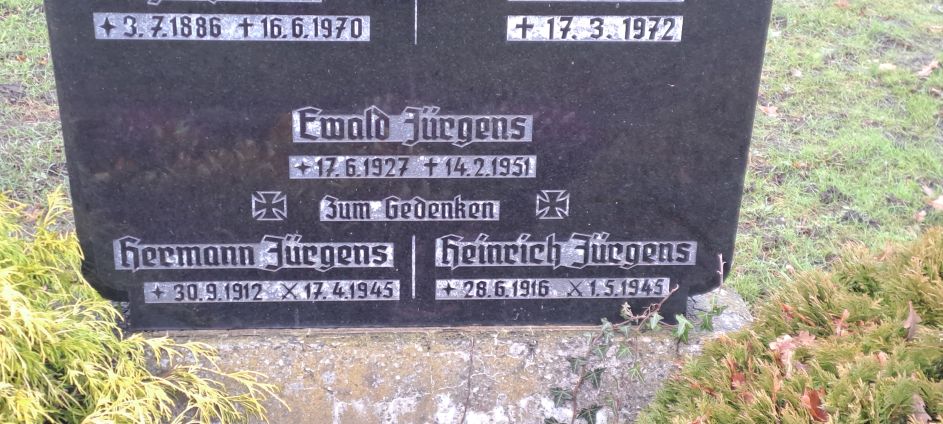 ✦ 3.7.1886 ✝ 16.6.1970
✝ 17. 3. 1972
Ewald Jürgens
✦ 17.6.1927 ✝ 14.2.1951
Zum Gedenken
Hermann Jürgens
✦ 30.9.1912 ⚔ 17.4.1945
Heinrich Jürgens
✦ 28.6.1916 ⚔ 1.5.1945